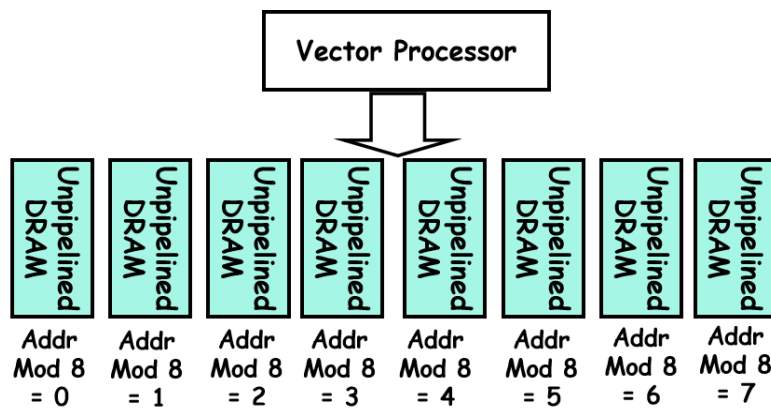 Vector Processor
Unpipelined
DRAM
Unpipelined
DRAM
Unpipelined
DRAM
Unpipelined
DRAM
Unpipelined
DRAM
Unpipelined
DRAM
Unpipelined
DRAM
Unpipelined
DRAM
Addr
Mod 8
= 0
Addr
Mod 8
= 1
Addr
Mod 8
= 2
Addr
Mod 8
= 3
Addr
Mod 8
= 4
Addr
Mod 8
= 5
Addr
Mod 8
= 6
Addr
Mod 8
= 7